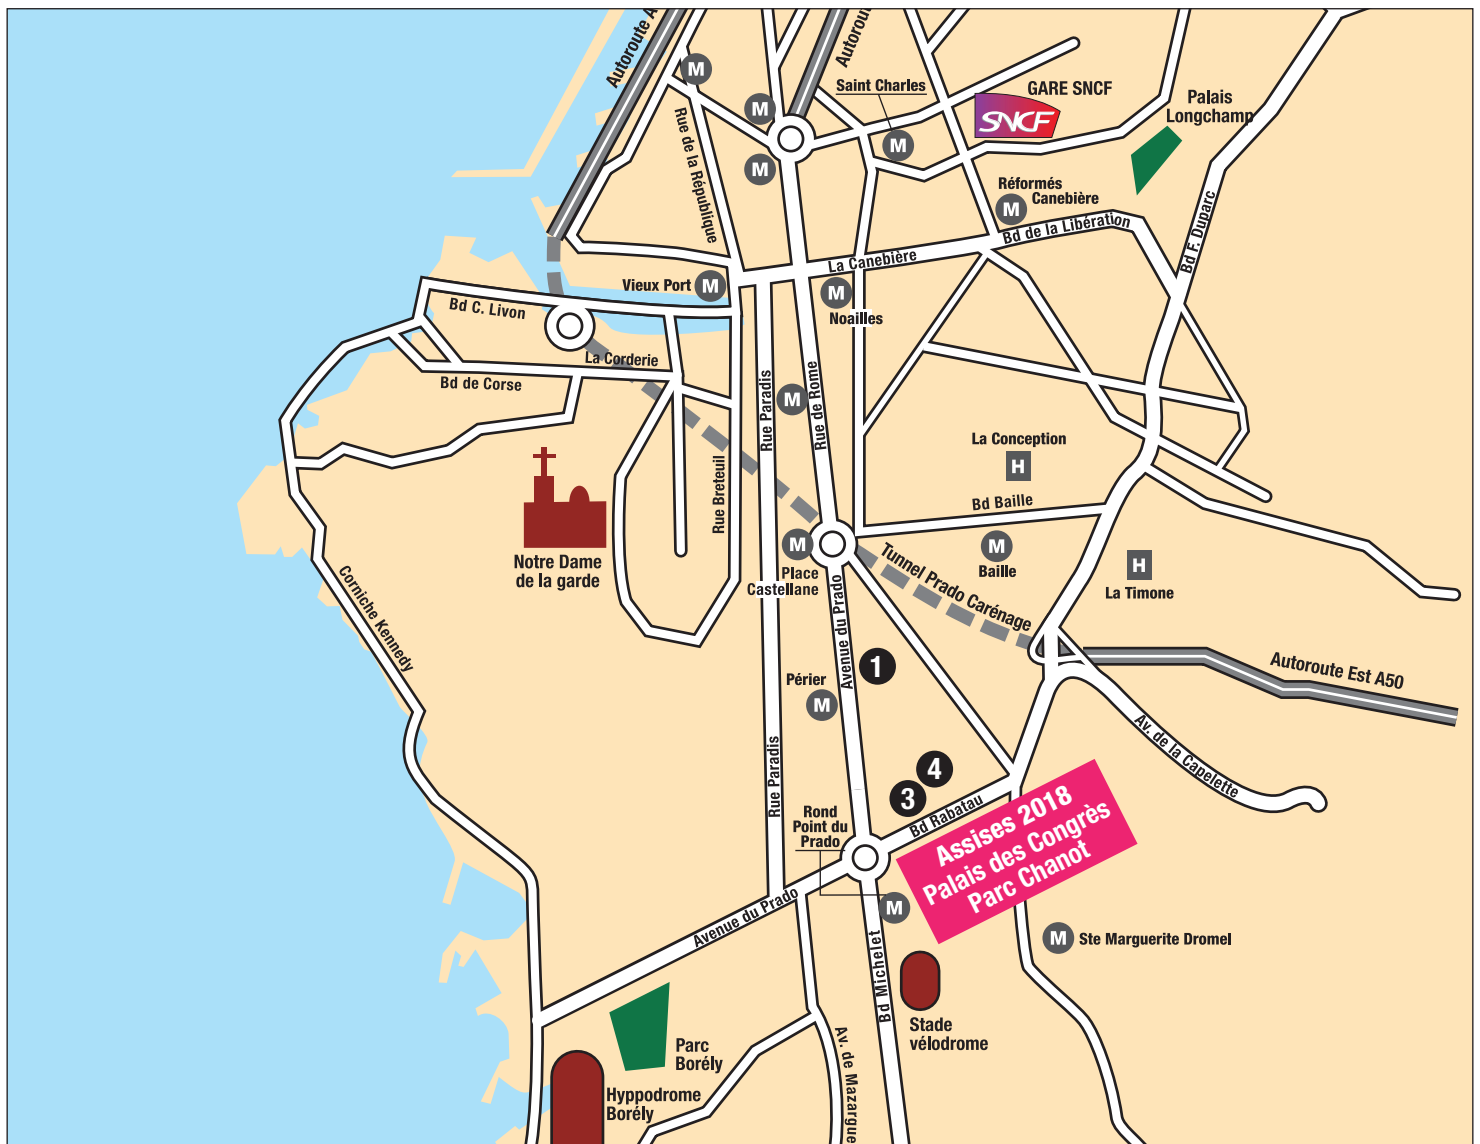 Autoroute A
Autorou
M
M
M
Saint Charles
M
GARE SNCF
SNCF
Palais
Longchamp
Rue de la République
Réformés
Canebière
M
Bd de la Libération
Bd F. Duparc
La Canebière
Vieux Port
M
M
Noailles
Bd C. Livon
La Corderie
Bd de Corse
Rue Paradis
M
Rue de Rome
La Conception
H
Bd Baille
Rue Breteuil
Notre Dame
de la garde
M
Place
Castellane
Tunnel Prado Carénage
M
Baille
H
La Timone
Corniche Kennedy
Avenue du Prado
1
Périer
M
Autoroute Est A50
Av. de la Capelette
Rue Paradis
4
3
Rond
Point du
Prado
Bd Rabatau
Assises 2018
Palais des Congrès
Parc Chanot
M
Avenue du Prado
M
Ste Marguerite Dromel
Bd Michelet
Stade
vélodrome
Parc
Borély
Av. de Mazargue
Hyppodrome
Borély